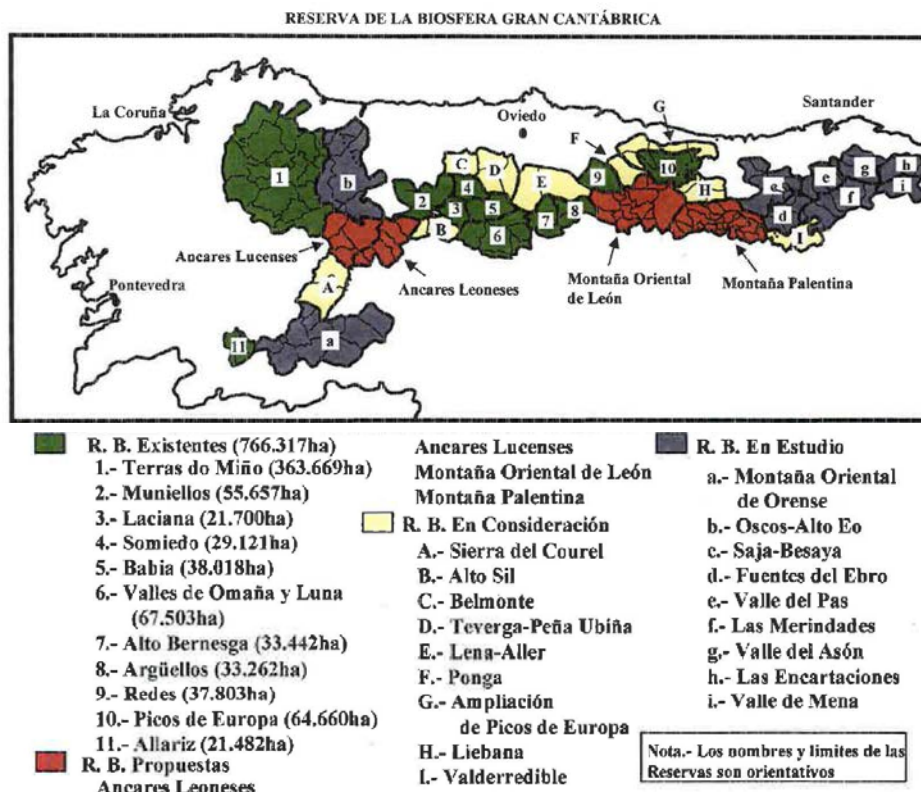 RESERVA DE LA BIOSFERA GRAN CANTÁBRICA
La Coruña
Oviedo
Santander
G
F
1
b
C
D
E
9
10
H
e
e
g
h
i
f
d
I
2
4
3
5
B
6
7
8
Ancares Lucenses
Ancares Leoneses
Montaña Oriental
de León
Montaña Palentina
Pontevedra
A
11
a
R. B. Existentes (766.317ha)
1.- Terras do Miño (363.669ha)
2.- Muniellos (55.657ha)
3.- Laciana (21.700ha)
4.- Somiedo (29.121ha)
5.- Babia (38.018ha)
6.- Valles de Omaña y Luna
(67.503ha)
7.- Alto Bernesga (33.442ha)
8.- Argüellos (33.262ha)
9.- Redes (37.803ha)
10.- Picos de Europa (64.660ha)
11.- Allariz (21.482ha)
R. B. Propuestas
Ancares Leoneses
Ancares Lucenses
Montaña Oriental de León
Montaña Palentina
R. B. En Consideración
A.- Sierra del Courel
B.- Alto Sil
C.- Belmonte
D.- Teverga-Peña Ubiña
E.- Lena-Aller
F.- Ponga
G.- Ampliación
de Picos de Europa
H.- Liebana
I.- Valderredible
R. B. En Estudio
a.- Montaña Oriental
de Orense
b.- Oscos-Alto Eo
c.- Saja-Besaya
d.- Fuentes del Ebro
e.- Valle del Pas
f.- Las Merindades
g.- Valle del Asón
h.- Las Encartaciones
i.- Valle de Mena
Nota.- Los nombres y limites de las
Reservas son orientativos